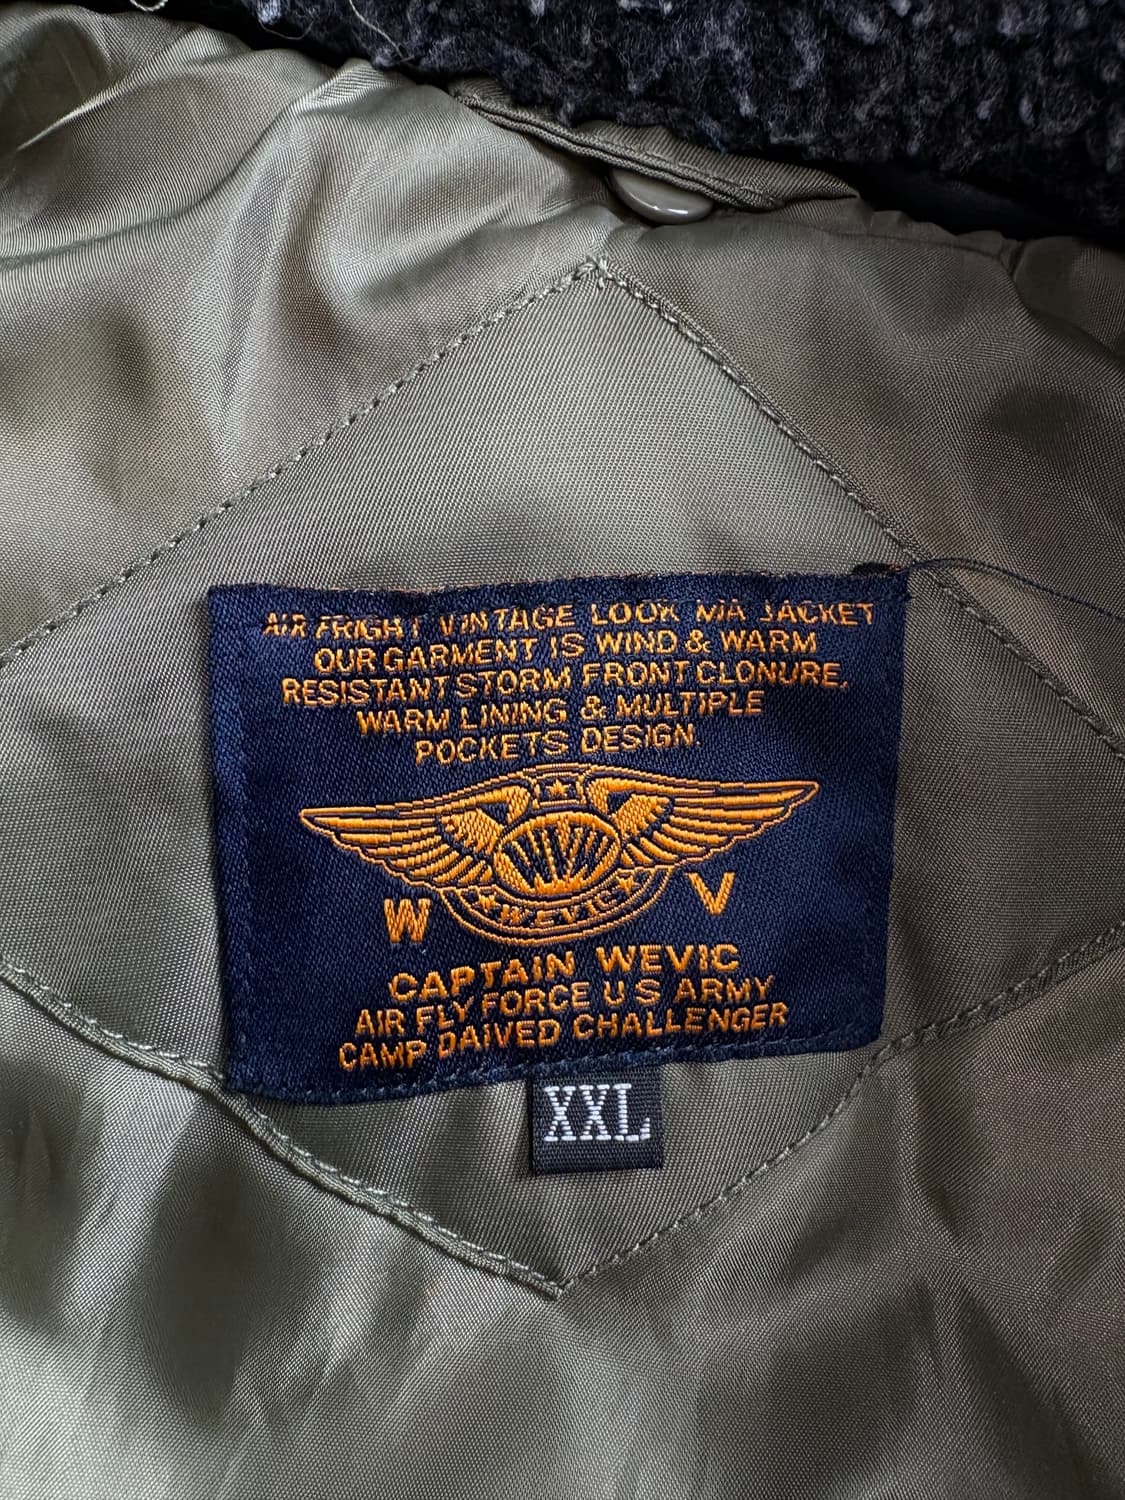 AIR FRIGHT VINTAGE LOOK MA JACKET
OUR GARMENT IS WIND & WARM
RESISTANT STORM FRONT CLONURE,
WARM LINING & MULTIPLE
POCKETS DESIGN.
WV
WEVIC
W V
CAPTAIN WEVIC
AIR FLY FORCE U S ARMY
CAMP DAIVED CHALLENGER
XXL